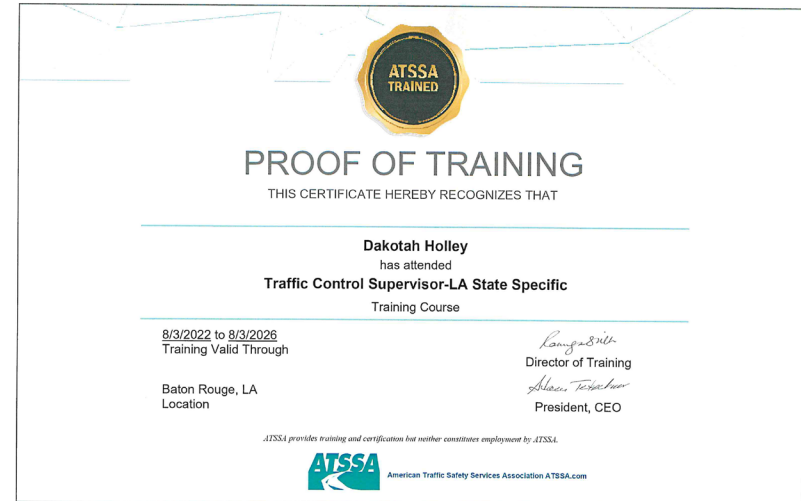 ATSSA
TRAINED
PROOF OF TRAINING
THIS CERTIFICATE HEREBY RECOGNIZES THAT
Dakotah Holley
has attended
Traffic Control Supervisor-LA State Specific
Training Course
8/3/2022 to 8/3/2026
Training Valid Through
Director of Training
Baton Rouge, LA
Location
President, CEO
ATSSA provides training and certification but neither constitutes employment by ATSSA.
ATSSA
American Traffic Safety Services Association ATSSA.com